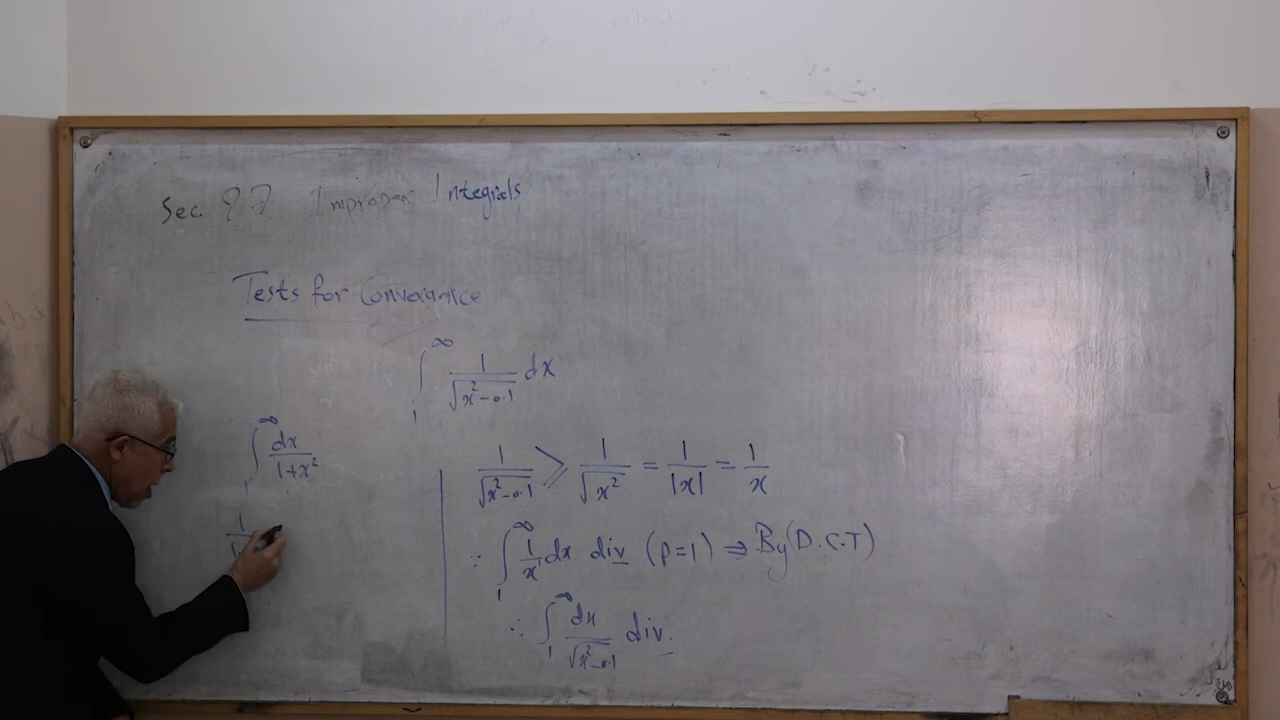 Sec. 8.7 Improper Integrals
Tests for Convergence
∫₁^∞ 1/√(x²-0.1) dx
∫₁^∞ dx/(1+x²)
1/√(x²-0.1) ≥ 1/√(x²) = 1/|x| = 1/x
∵ ∫₁^∞ 1/x¹ dx div (P=1) ⇒ By (D.C.T)
∴ ∫₁^∞ dx/√(x²-0.1) div.